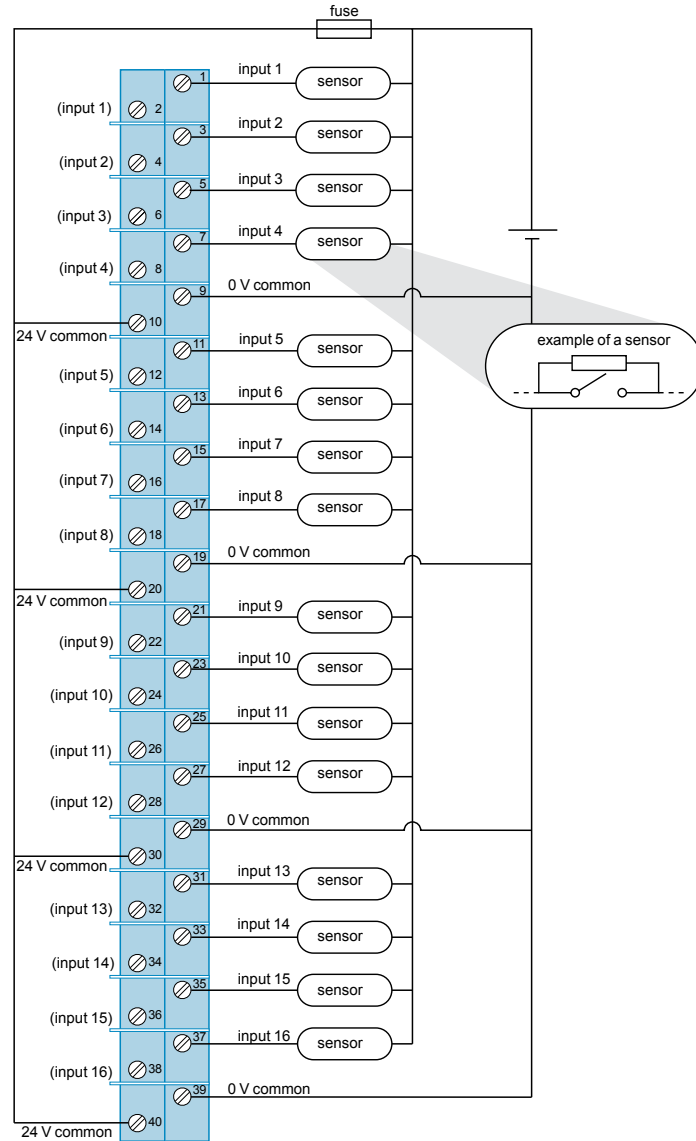 fuse
1 input 1 sensor
(input 1) 2
3 input 2 sensor
(input 2) 4
5 input 3 sensor
(input 3) 6
7 input 4 sensor
(input 4) 8
9 0 V common
10
24 V common
example of a sensor
11 input 5 sensor
(input 5) 12
13 input 6 sensor
(input 6) 14
15 input 7 sensor
(input 7) 16
17 input 8 sensor
(input 8) 18
19 0 V common
20
24 V common
21 input 9 sensor
(input 9) 22
23 input 10 sensor
(input 10) 24
25 input 11 sensor
(input 11) 26
27 input 12 sensor
(input 12) 28
29 0 V common
30
24 V common
31 input 13 sensor
(input 13) 32
33 input 14 sensor
(input 14) 34
35 input 15 sensor
(input 15) 36
37 input 16 sensor
(input 16) 38
39 0 V common
40
24 V common